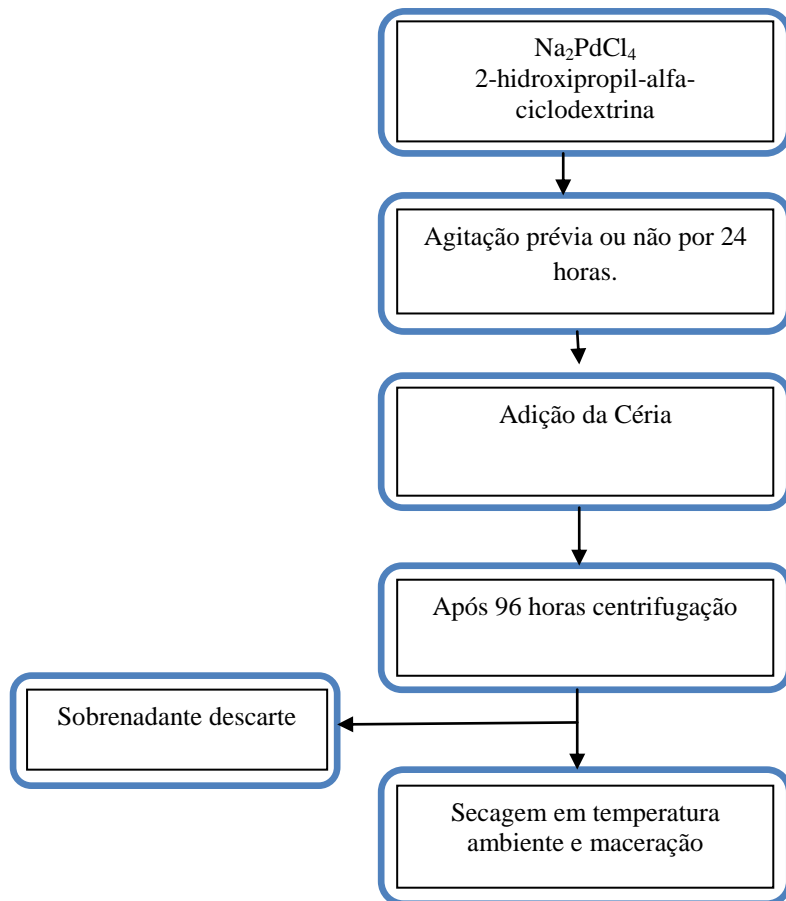 Na₂PdCl₄
2-hidroxipropil-alfa-
ciclodextrina
Agitação prévia ou não por 24
horas.
Adição da Céria
Após 96 horas centrifugação
Sobrenadante descarte
Secagem em temperatura
ambiente e maceração